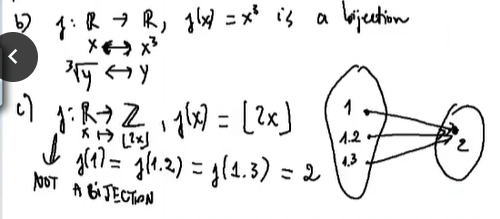 b) f: ℝ → ℝ, f(x) = x³ is a bijection
x ↔ x³
∛y ↔ y
c) f: ℝ → ℤ, f(x) = ⌊2x⌋
x ↦ ⌊2x⌋
f(1) = f(1.2) = f(1.3) = 2
NOT A BIJECTION
1
1.2
1.3
2